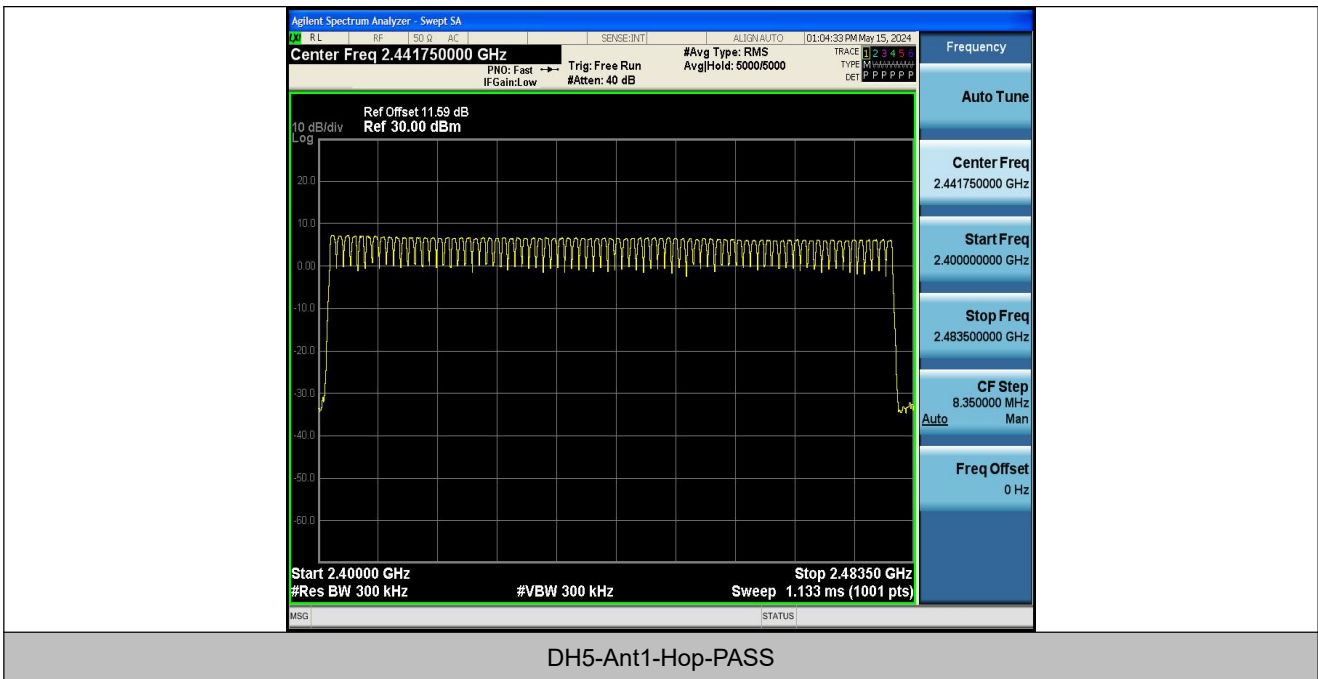 Agilent Spectrum Analyzer - Swept SA
RL RF 50 Ω AC SENSE:INT ALIGN AUTO 01:04:33 PM May 15, 2024
Center Freq 2.441750000 GHz
PNO: Fast
IFGain:Low
Trig: Free Run
#Atten: 40 dB
#Avg Type: RMS
Avg|Hold: 5000/5000
TRACE 1 2 3 4 5 6
TYPE M
DET P P P P P P
Ref Offset 11.59 dB
10 dB/div Ref 30.00 dBm
Log
20.0
10.0
0.00
-10.0
-20.0
-30.0
-40.0
-50.0
-60.0
Start 2.40000 GHz Stop 2.48350 GHz
#Res BW 300 kHz #VBW 300 kHz Sweep 1.133 ms (1001 pts)
MSG STATUS
Frequency
Auto Tune
Center Freq
2.441750000 GHz
Start Freq
2.400000000 GHz
Stop Freq
2.483500000 GHz
CF Step
8.350000 MHz
Auto Man
Freq Offset
0 Hz
DH5-Ant1-Hop-PASS